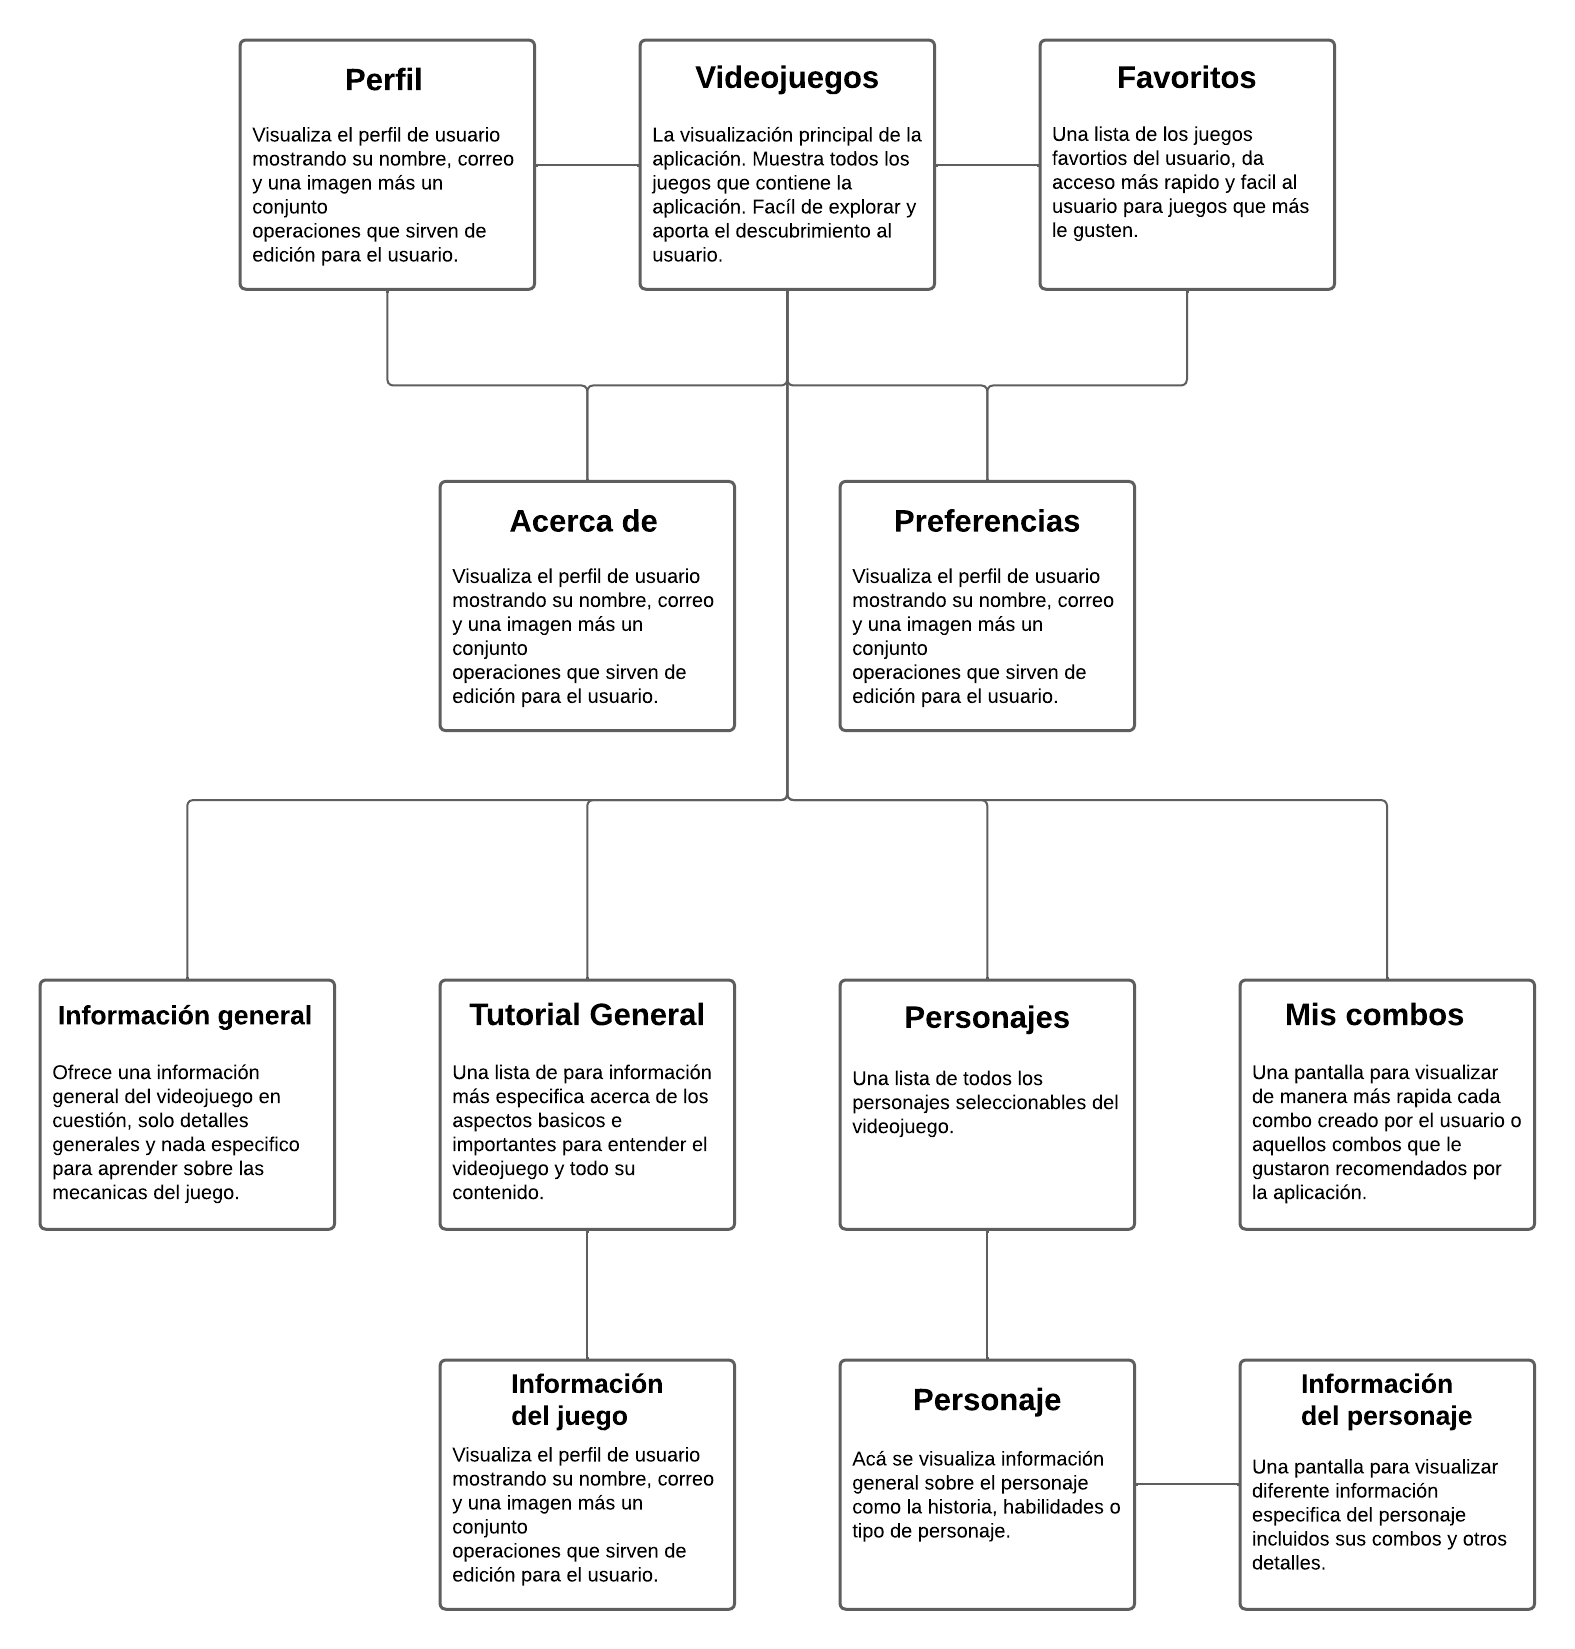 Perfil
Visualiza el perfil de usuario
mostrando su nombre, correo
y una imagen más un
conjunto
operaciones que sirven de
edición para el usuario.
Videojuegos
La visualización principal de la
aplicación. Muestra todos los
juegos que contiene la
aplicación. Facíl de explorar y
aporta el descubrimiento al
usuario.
Favoritos
Una lista de los juegos
favortios del usuario, da
acceso más rapido y facil al
usuario para juegos que más
le gusten.
Acerca de
Visualiza el perfil de usuario
mostrando su nombre, correo
y una imagen más un
conjunto
operaciones que sirven de
edición para el usuario.
Preferencias
Visualiza el perfil de usuario
mostrando su nombre, correo
y una imagen más un
conjunto
operaciones que sirven de
edición para el usuario.
Información general
Ofrece una información
general del videojuego en
cuestión, solo detalles
generales y nada especifico
para aprender sobre las
mecanicas del juego.
Tutorial General
Una lista de para información
más especifica acerca de los
aspectos basicos e
importantes para entender el
videojuego y todo su
contenido.
Personajes
Una lista de todos los
personajes seleccionables del
videojuego.
Mis combos
Una pantalla para visualizar
de manera más rapida cada
combo creado por el usuario o
aquellos combos que le
gustaron recomendados por
la aplicación.
Información
del juego
Visualiza el perfil de usuario
mostrando su nombre, correo
y una imagen más un
conjunto
operaciones que sirven de
edición para el usuario.
Personaje
Acá se visualiza información
general sobre el personaje
como la historia, habilidades o
tipo de personaje.
Información
del personaje
Una pantalla para visualizar
diferente información
especifica del personaje
incluidos sus combos y otros
detalles.